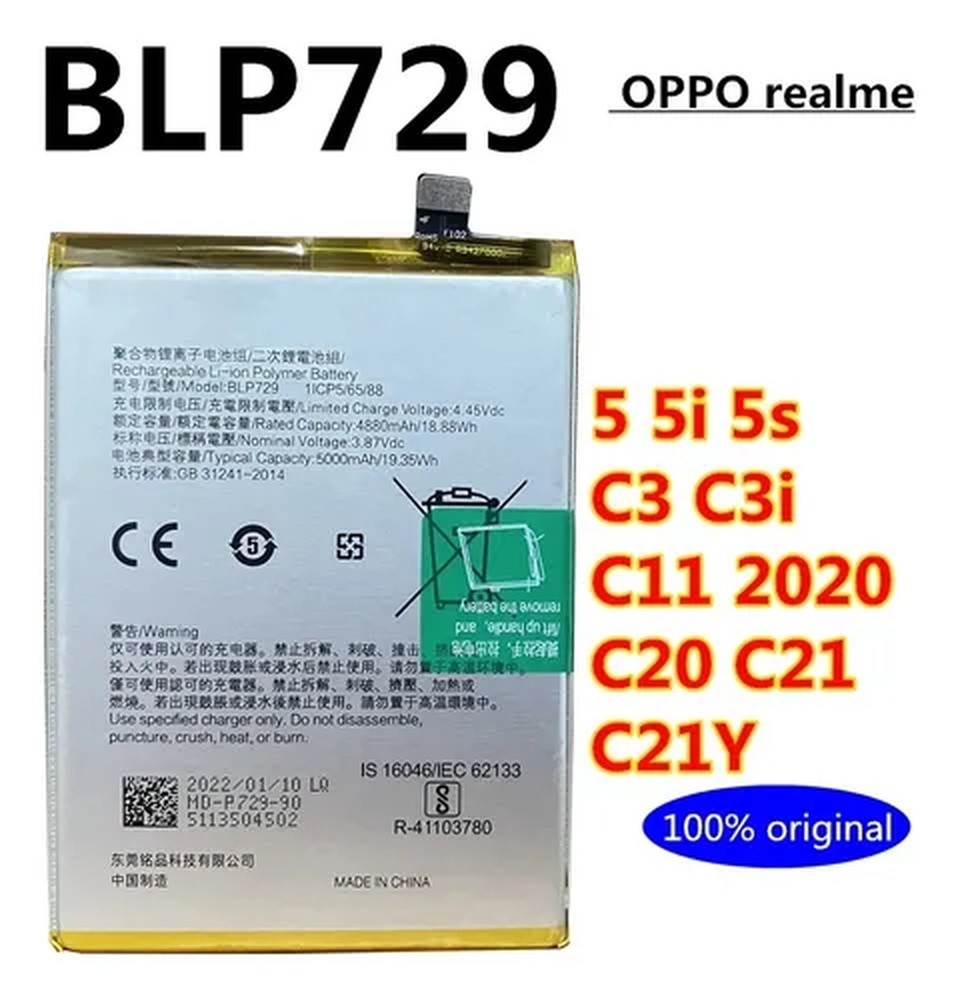 BLP729
OPPO realme
聚合物锂离子电池组/二次鋰電池組/
Rechargeable Li-ion Polymer Battery
型号/型號/Model:BLP729 1ICP5/65/88
充电限制电压/充電限制電壓/Limited Charge Voltage:4.45Vdc
额定容量/額定電容量/Rated Capacity:4880mAh/18.88Wh
标称电压/標稱電壓/Nominal Voltage:3.87Vdc
电池典型容量/Typical Capacity:5000mAh/19.35Wh
执行标准:GB 31241-2014
5 5i 5s
C3 C3i
C11 2020
C20 C21
C21Y
100% original
CE
5
remove the battery
/lift up handle, and
提起拉手，拉出电池
警告/Warning
仅可使用认可的充电器。禁止拆解、刺破、撞击、
投入火中。若出现鼓胀或浸水后禁止使用。请勿置于高温环境中。
僅可使用認可的充電器。禁止拆解、刺破、擠壓、加熱或
燃燒。若出現鼓脹或浸水後禁止使用。請勿置于高溫環境中。
Use specified charger only. Do not disassemble,
puncture, crush, heat, or burn.
2022/01/10 LQ
MD-P729-90
5113504502
IS 16046/IEC 62133
R-41103780
东莞铭品科技有限公司
中国制造
MADE IN CHINA